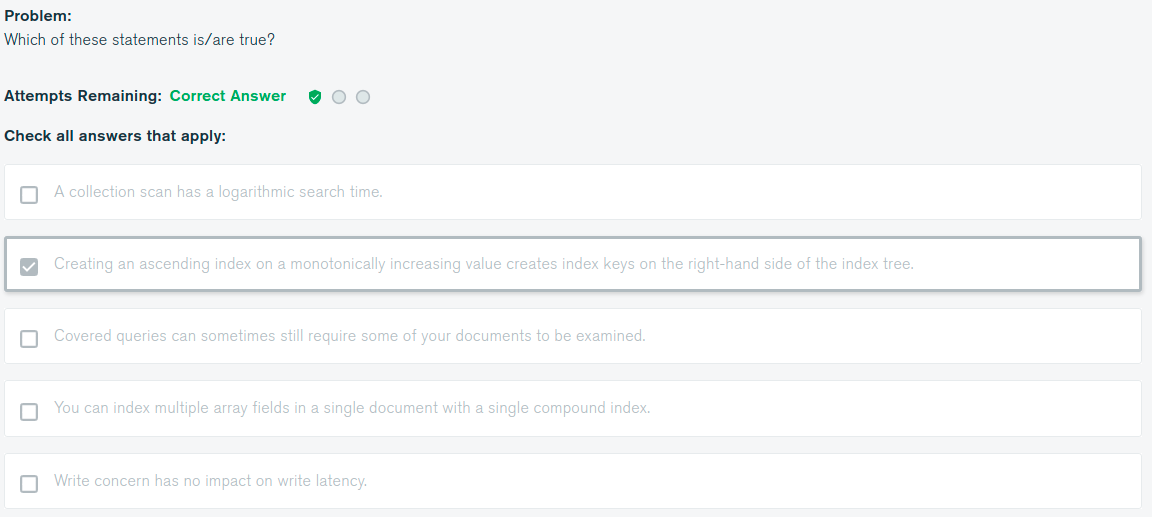 Problem:
Which of these statements is/are true?
Attempts Remaining: Correct Answer
Check all answers that apply:
A collection scan has a logarithmic search time.
Creating an ascending index on a monotonically increasing value creates index keys on the right-hand side of the index tree.
Covered queries can sometimes still require some of your documents to be examined.
You can index multiple array fields in a single document with a single compound index.
Write concern has no impact on write latency.